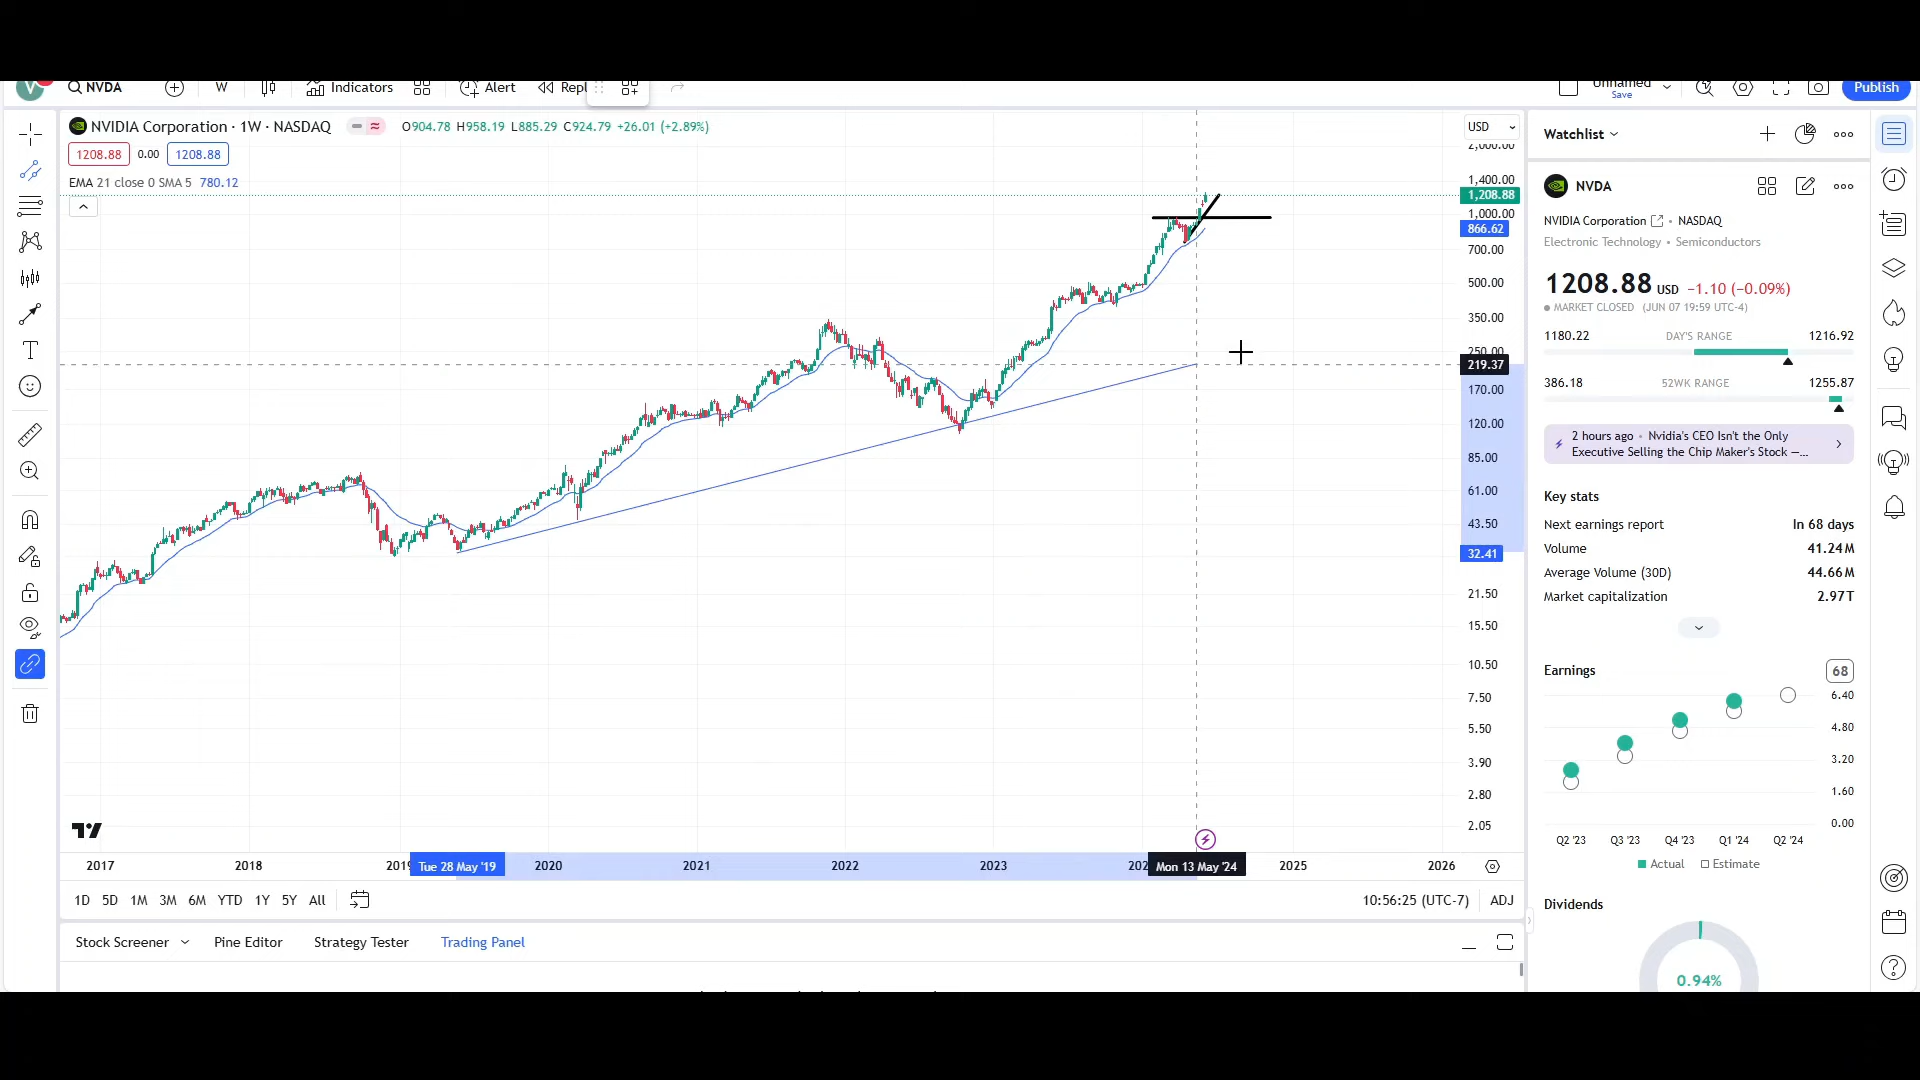 V
NVDA
W
Indicators
Alert
Repl
Unnamed
Save
Publish
NVIDIA Corporation · 1W · NASDAQ
O904.78 H958.19 L885.29 C924.79 +26.01 (+2.89%)
1208.88 0.00 1208.88
EMA 21 close 0 SMA 5 780.12
USD
2,000.00
1,400.00
1,208.88
1,000.00
866.62
700.00
500.00
350.00
250.00
219.37
170.00
120.00
85.00
61.00
43.50
32.41
21.50
15.50
10.50
7.50
5.50
3.90
2.80
2.05
2017 2018 2019 Tue 28 May '19 2020 2021 2022 2023 Mon 13 May '24 2025 2026
1D 5D 1M 3M 6M YTD 1Y 5Y All
10:56:25 (UTC-7) ADJ
Stock Screener Pine Editor Strategy Tester Trading Panel
Watchlist
NVDA
NVIDIA Corporation • NASDAQ
Electronic Technology • Semiconductors
1208.88 USD −1.10 (−0.09%)
MARKET CLOSED (JUN 07 19:59 UTC-4)
1180.22 DAY'S RANGE 1216.92
386.18 52WK RANGE 1255.87
2 hours ago • Nvidia's CEO Isn't the Only
Executive Selling the Chip Maker's Stock —...
Key stats
Next earnings report In 68 days
Volume 41.24M
Average Volume (30D) 44.66M
Market capitalization 2.97T
Earnings 68
6.40
4.80
3.20
1.60
0.00
Q2 '23 Q3 '23 Q4 '23 Q1 '24 Q2 '24
Actual Estimate
Dividends
0.94%